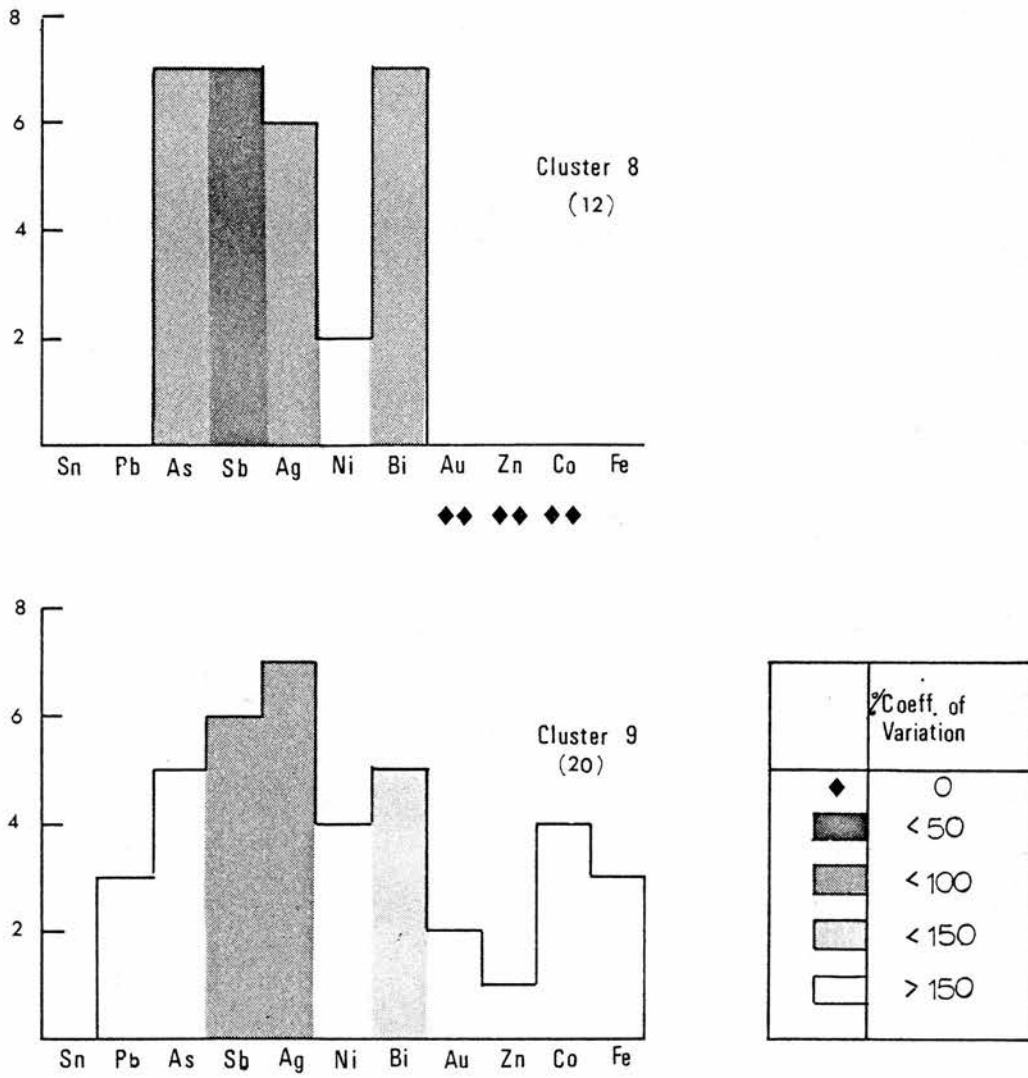 8
6
4
2
Cluster 8
(12)
Sn Pb As Sb Ag Ni Bi Au Zn Co Fe
◆◆ ◆◆ ◆◆
8
6
4
2
Cluster 9
(20)
Sn Pb As Sb Ag Ni Bi Au Zn Co Fe
% Coeff. of
Variation
◆ 0
<50
<100
<150
>150